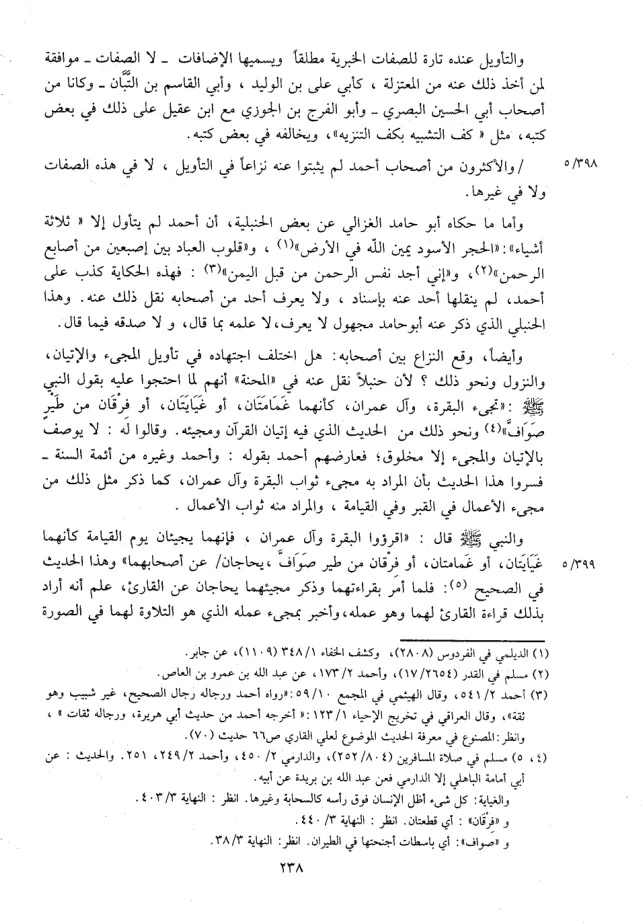 والتأويل عنده تارة للصفات الخبرية مطلقاً ويسميها الإضافات ـ لا الصفات ـ موافقة
لمن أخذ ذلك عنه من المعتزلة ، كأبي على بن الوليد ، وأبي القاسم بن التَّبَّان ـ وكانا من
أصحاب أبي الحسين البصري ـ وأبو الفرج بن الجوزي مع ابن عقيل على ذلك في بعض
كتبه، مثل « كف التشبيه بكف التنزيه»، ويخالفه في بعض كتبه.
/ والأكثرون من أصحاب أحمد لم يثبتوا عنه نزاعاً في التأويل ، لا في هذه الصفات ٥/٣٩٨
ولا في غيرها.
وأما ما حكاه أبو حامد الغزالي عن بعض الحنبلية، أن أحمد لم يتأول إلا « ثلاثة
أشياء»: «الحجر الأسود يمين اللّه في الأرض»(١) ، و«قلوب العباد بين إصبعين من أصابع
الرحمن»(٢)، و«إني أجد نفس الرحمن من قبل اليمن»(٣) : فهذه الحكاية كذب على
أحمد، لم ينقلها أحد عنه بإسناد ، ولا يعرف أحد من أصحابه نقل ذلك عنه. وهذا
الحنبلي الذي ذكر عنه أبوحامد مجهول لا يعرف،لا علمه بما قال، و لا صدقه فيما قال.
وأيضاً، وقع النزاع بين أصحابه: هل اختلف اجتهاده في تأويل المجىء والإتيان،
والنزول ونحو ذلك ؟ لأن حنبلاً نقل عنه في «المحنة» أنهم لما احتجوا عليه بقول النبي
ﷺ :«تجىء البقرة، وآل عمران، كأنهما غَمَامَتَان، أو غَيَايَتَان، أو فِرْقَان من طَيْرٍ
صَوَافَّ»(٤) ونحو ذلك من الحديث الذي فيه إتيان القرآن ومجيئه. وقالوا له : لا يوصف
بالإتيان والمجىء إلا مخلوق؛ فعارضهم أحمد بقوله : وأحمد وغيره من أئمة السنة ـ
فسروا هذا الحديث بأن المراد به مجىء ثواب البقرة وآل عمران، كما ذكر مثل ذلك من
مجىء الأعمال في القبر وفي القيامة ، والمراد منه ثواب الأعمال .
والنبي ﷺ قال : «اقرؤوا البقرة وآل عمران ، فإنهما يجيئان يوم القيامة كأنهما
غَيَايَتَان، أو غَمامتان، أو فِرْقان من طير صَوَافَّ ،يحاجان/ عن أصحابهما» وهذا الحديث ٥/٣٩٩
في الصحيح (٥): فلما أمر بقراءتهما وذكر مجيئهما يحاجان عن القارئ، علم أنه أراد
بذلك قراءة القارئ لهما وهو عمله،وأخبر بمجىء عمله الذي هو التلاوة لهما في الصورة
(١) الديلمي في الفردوس (٢٨٠٨)، وكشف الخفاء ٣٤٨/١ (١١٠٩)، عن جابر.
(٢) مسلم في القدر (١٧/٢٦٥٤)، وأحمد ١٧٣/٢، عن عبد الله بن عمرو بن العاص.
(٣) أحمد ٥٤١/٢، وقال الهيثمي في المجمع ٥٩/١٠:«رواه أحمد ورجاله رجال الصحيح، غير شبيب وهو
ثقة»، وقال العراقي في تخريج الإحياء ١٢٣/١:« أخرجه أحمد من حديث أبي هريرة، ورجاله ثقات » ،
وانظر:المصنوع في معرفة الحديث الموضوع لعلي القاري ص٦٦ حديث (٧٠).
(٤، ٥) مسلم في صلاة المسافرين (٢٥٢/٨٠٤)، والدارمي ٤٥٠/٢، وأحمد ٢٤٩/٢، ٢٥١. والحديث : عن
أبي أمامة الباهلي إلا الدارمي فعن عبد الله بن بريدة عن أبيه.
والغياية: كل شىء أظل الإنسان فوق رأسه كالسحابة وغيرها. انظر : النهاية ٤٠٣/٣.
و «فِرْقان» : أي قطعتان. انظر : النهاية ٤٤٠/٣.
و «صواف»: أي باسطات أجنحتها في الطيران. انظر: النهاية ٣٨/٣.
٢٣٨